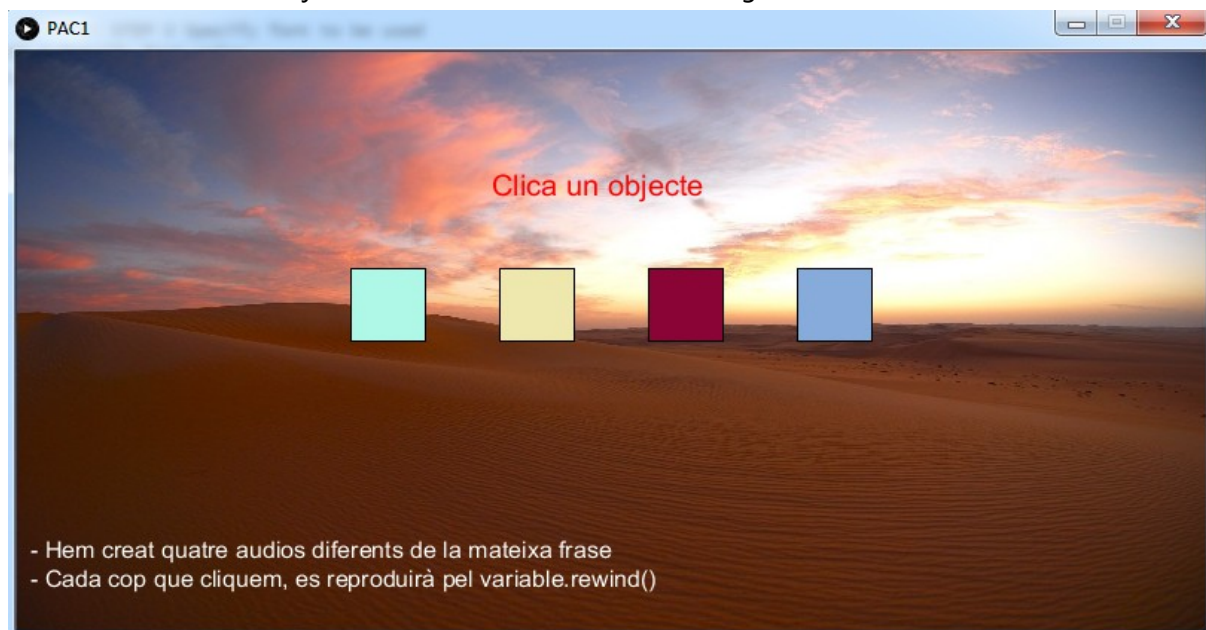 PAC1
Clica un objecte
- Hem creat quatre audios diferents de la mateixa frase
- Cada cop que cliquem, es reproduirà pel variable.rewind()